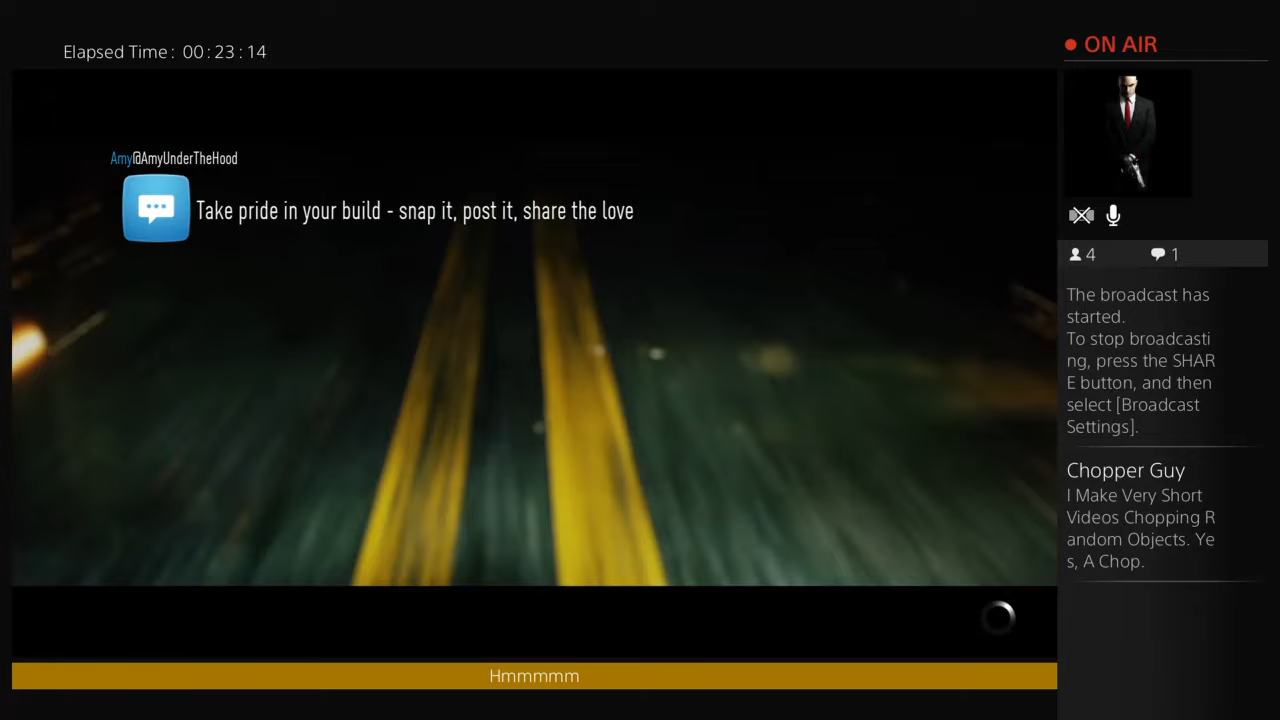 Elapsed Time: 00:23:14
ON AIR
Amy@AmyUnderTheHood
Take pride in your build - snap it, post it, share the love
4 1
The broadcast has
started.
To stop broadcasti
ng, press the SHAR
E button, and then
select [Broadcast
Settings].
Chopper Guy
I Make Very Short
Videos Chopping R
andom Objects. Ye
s, A Chop.
Hmmmmm